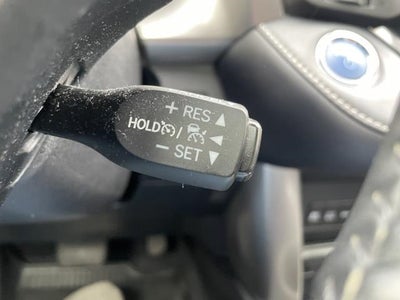 + RES ▲
HOLD / ◀
− SET ▼